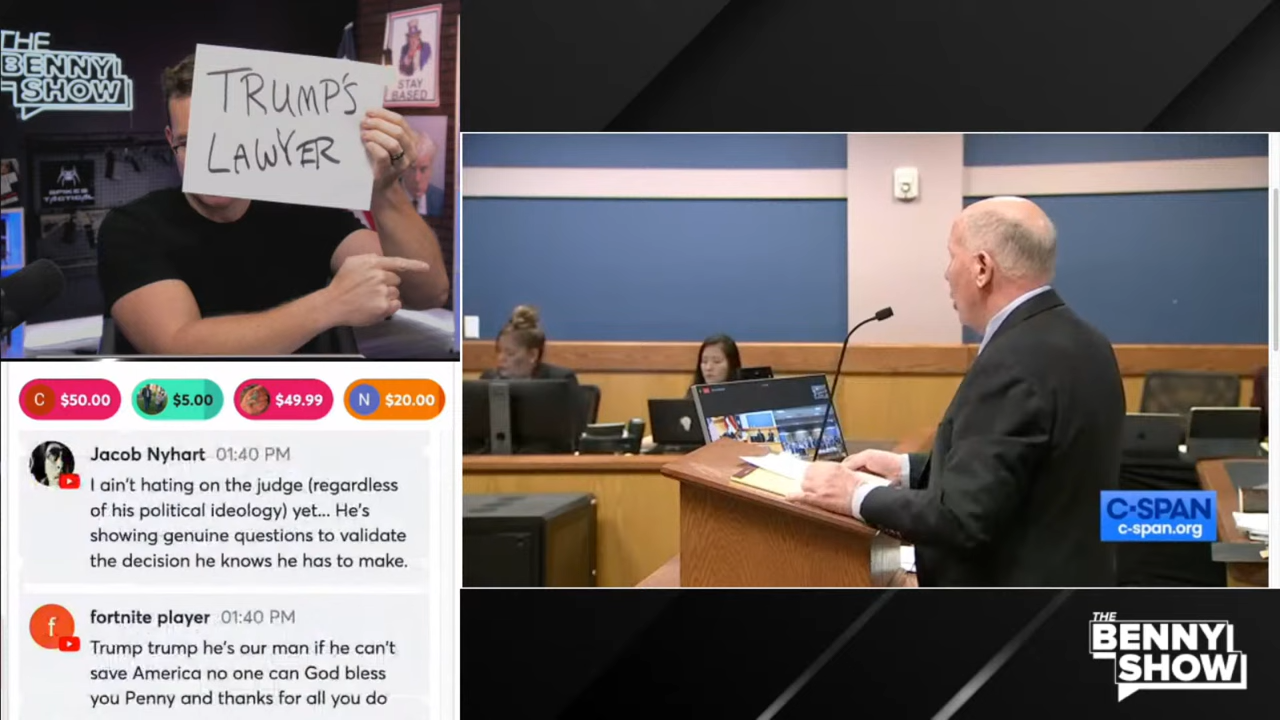 THE
BENNY
SHOW
TRUMP'S
LAWYER
STAY
BASED
SPIKES
TACTICAL
C $50.00 $5.00 $49.99 N $20.00
Jacob Nyhart 01:40 PM
I ain't hating on the judge (regardless
of his political ideology) yet... He's
showing genuine questions to validate
the decision he knows he has to make.
f
fortnite player 01:40 PM
Trump trump he's our man if he can't
save America no one can God bless
you Penny and thanks for all you do
C-SPAN
c-span.org
THE
BENNY
SHOW